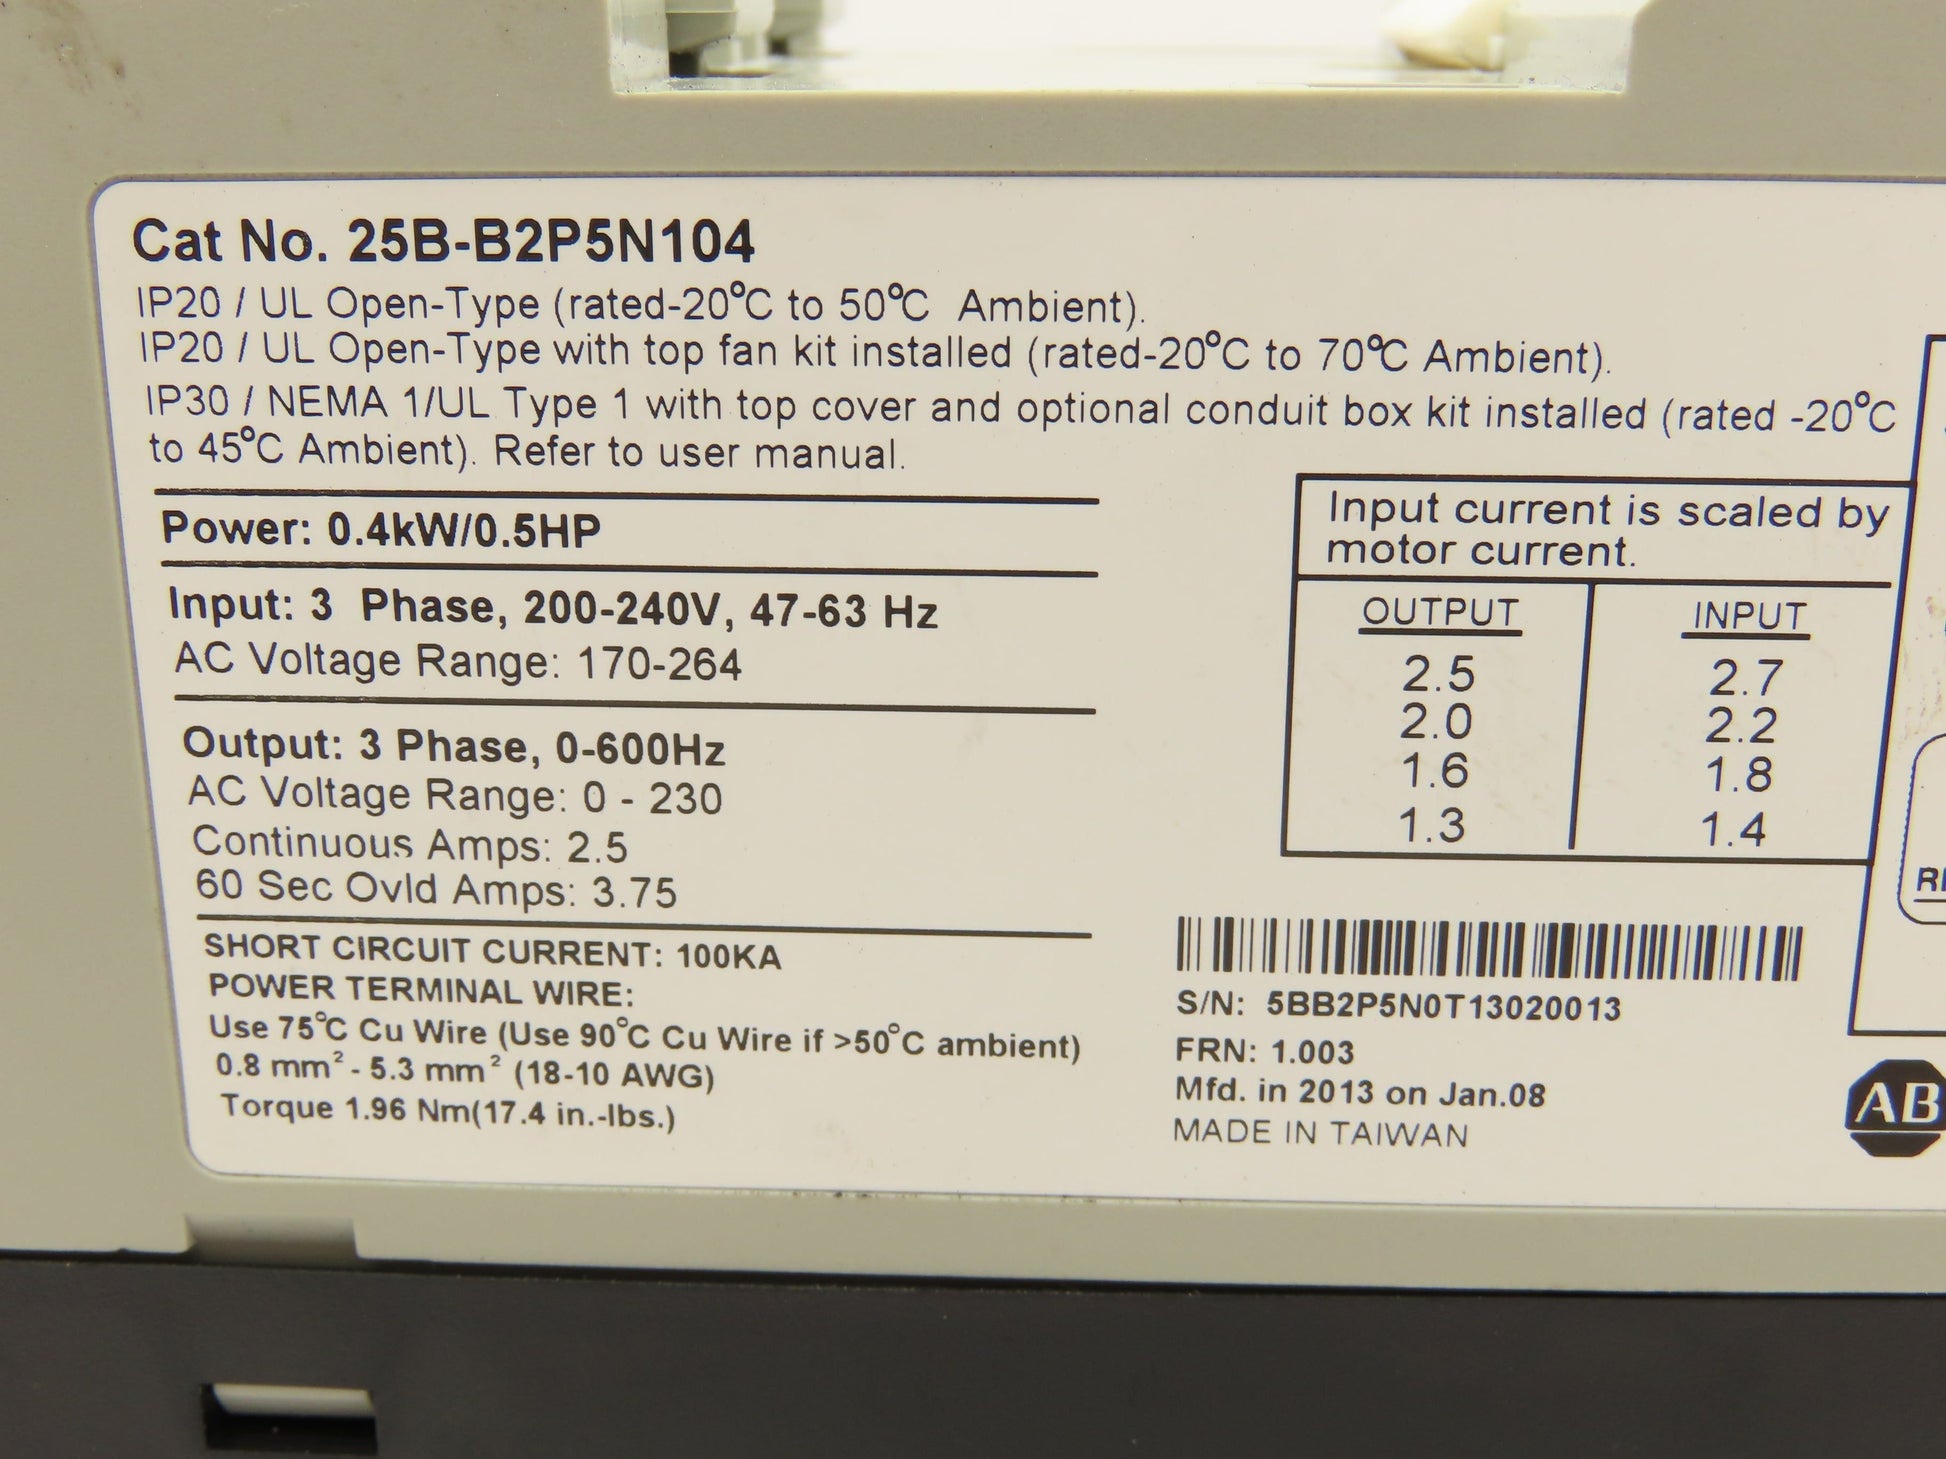 Cat No. 25B-B2P5N104
IP20 / UL Open-Type (rated-20°C to 50°C Ambient).
IP20 / UL Open-Type with top fan kit installed (rated-20°C to 70°C Ambient).
IP30 / NEMA 1/UL Type 1 with top cover and optional conduit box kit installed (rated -20°C
to 45°C Ambient). Refer to user manual.
Power: 0.4kW/0.5HP
Input: 3 Phase, 200-240V, 47-63 Hz
AC Voltage Range: 170-264
Output: 3 Phase, 0-600Hz
AC Voltage Range: 0 - 230
Continuous Amps: 2.5
60 Sec Ovld Amps: 3.75
SHORT CIRCUIT CURRENT: 100KA
POWER TERMINAL WIRE:
Use 75°C Cu Wire (Use 90°C Cu Wire if >50°C ambient)
0.8 mm² - 5.3 mm² (18-10 AWG)
Torque 1.96 Nm(17.4 in.-lbs.)
Input current is scaled by
motor current.
OUTPUT INPUT
2.5 2.7
2.0 2.2
1.6 1.8
1.3 1.4
S/N: 5BB2P5N0T13020013
FRN: 1.003
Mfd. in 2013 on Jan.08
MADE IN TAIWAN
AB